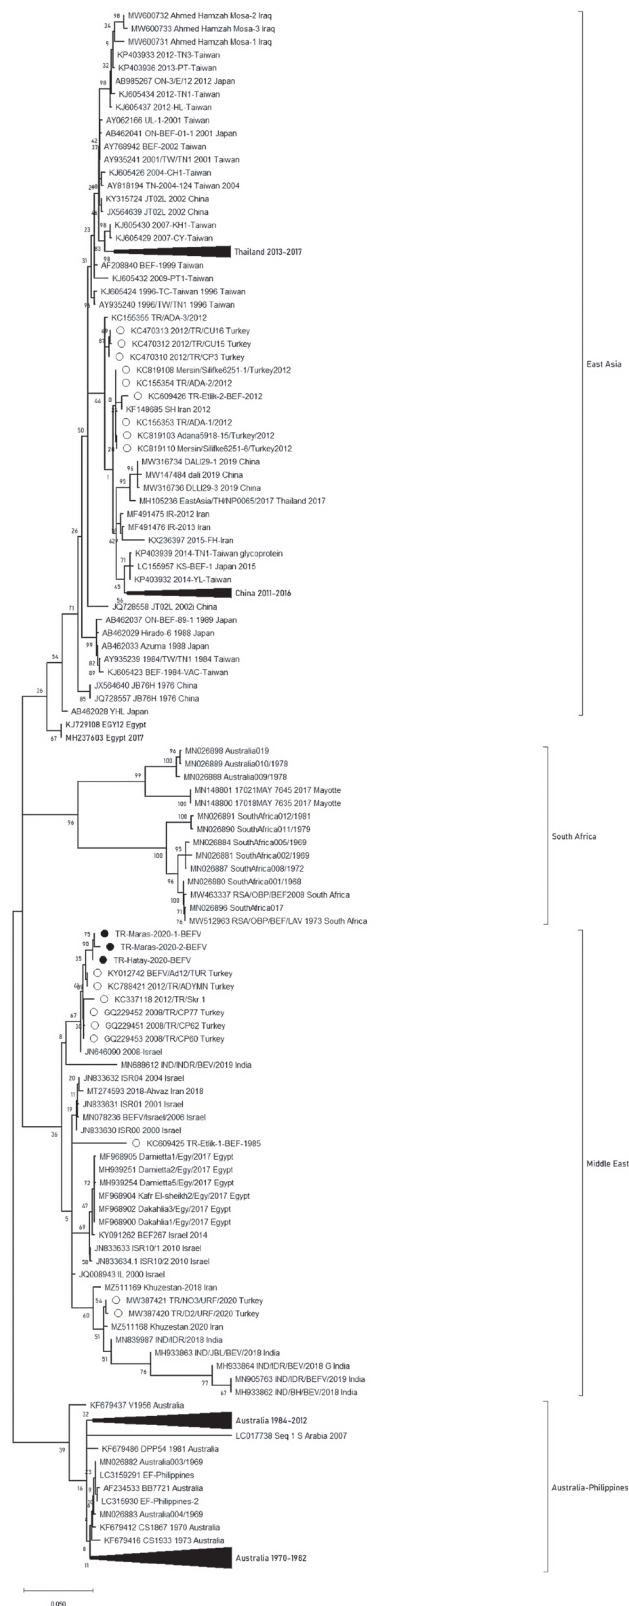 MW600732 Ahmed Hamzah Mosa-2 Iraq
MW600733 Ahmed Hamzah Mosa-3 Iraq
MW600731 Ahmed Hamzah Mosa-1 Iraq
KP403933 2012-TN3-Taiwan
KP403936 2013-PT-Taiwan
AB985267 ON-3/E/12 2012 Japan
KJ605434 2012-TN1-Taiwan
KJ605437 2012-HL-Taiwan
AY062166 UL-1-2001 Taiwan
AB462041 ON-BEF-01-1 2001 Japan
AY768942 BEF-2002 Taiwan
AY935241 2001/TW/TN1 2001 Taiwan
KJ605426 2004-CH1-Taiwan
AY818194 TN-2004-124 Taiwan 2004
KY315724 JT02L 2002 China
JX564639 JT02L 2002 China
KJ605430 2007-KH1-Taiwan
KJ605429 2007-CY-Taiwan
Thailand 2013-2017
AF208840 BEF-1999 Taiwan
KJ605432 2009-PT1-Taiwan
KJ605424 1996-TC-Taiwan 1996
AY935240 1996/TW/TN1 1996 Taiwan
KC155355 TR/ADA-3/2012
KC470313 2012/TR/CU16 Turkey
KC470312 2012/TR/CU15 Turkey
KC470310 2012/TR/CP3 Turkey
East Asia
KC819108 Mersin/Silifke6251-1/Turkey2012
KC155354 TR/ADA-2/2012
KC609426 TR-Etlik-2-BEF-2012
KF148685 SH Iran 2012
KC155353 TR/ADA-1/2012
KC819103 Adana5918-15/Turkey/2012
KC819110 Mersin/Silifke6251-6/Turkey2012
MW316734 DALI29-1 2019 China
MW147484 dali 2019 China
MW316736 DLLI29-3 2019 China
MH105236 EastAsia/TH/NP0065/2017 Thailand 2017
MF491475 IR-2012 Iran
MF491476 IR-2013 Iran
KX236397 2015-FH-Iran
KP403939 2014-TN1-Taiwan glycoprotein
LC155957 KS-BEF-1 Japan 2015
KP403932 2014-YL-Taiwan
China 2011-2016
JQ728558 JT02L 2002i China
AB462037 ON-BEF-89-1 1989 Japan
AB462029 Hirado-6 1988 Japan
AB462033 Azuma 1988 Japan
AY935239 1984/TW/TN1 1984 Taiwan
KJ605423 BEF-1984-VAC-Taiwan
JX564640 JB76H 1976 China
JQ728557 JB76H 1976 China
AB462028 YHL Japan
KJ729108 EGY12 Egypt
MH237603 Egypt 2017
MN026898 Australia019
MN026889 Australia010/1978
MN026888 Australia009/1978
MN148801 17021MAY 7645 2017 Mayotte
MN148800 17018MAY 7635 2017 Mayotte
MN026891 SouthAfrica012/1981
MN026890 SouthAfrica011/1979
South Africa
MN026884 SouthAfrica005/1969
MN026881 SouthAfrica002/1969
MN026887 SouthAfrica008/1972
MN026880 SouthAfrica001/1968
MW463337 RSA/OBP/BEF2008 South Africa
MN026896 SouthAfrica017
MW512963 RSA/OBP/BEF/LAV 1973 South Africa
TR-Maras-2020-1-BEFV
TR-Maras-2020-2-BEFV
TR-Hatay-2020-BEFV
KY012742 BEFV/Ad12/TUR Turkey
KC788421 2012/TR/ADYMN Turkey
KC337118 2012/TR/Skr.1
GQ229452 2008/TR/CP77 Turkey
GQ229451 2008/TR/CP62 Turkey
GQ229453 2008/TR/CP60 Turkey
JN646090 2008-Israel
MN688612 IND/INDR/BEV/2019 India
JN833632 ISR04 2004 Israel
MT274593 2018-Ahvaz Iran 2018
JN833631 ISR01 2001 Israel
MN078236 BEFV/Israel/2006 Israel
JN833630 ISR00 2000 Israel
KC609425 TR-Etlik-1-BEF-1985
MF968905 Damietta1/Egy/2017 Egypt
Middle East
MH939251 Damietta2/Egy/2017 Egypt
MH939254 Damietta5/Egy/2017 Egypt
MF968904 Kafr El-sheikh2/Egy/2017 Egypt
MF968902 Dakahlia3/Egy/2017 Egypt
MF968900 Dakahlia1/Egy/2017 Egypt
KY091262 BEF267 Israel 2014
JN833633 ISR10/1 2010 Israel
JN833634.1 ISR10/2 2010 Israel
JQ008943 IL 2000 Israel
MZ511169 Khuzestan-2018 Iran
MW387421 TR/NO3/URF/2020 Turkey
MW387420 TR/D2/URF/2020 Turkey
MZ511168 Khuzestan.2020 Iran
MN839987 IND/IDR/2018 India
MH933863 IND/JBL/BEV/2018 India
MH933864 IND/IDR/BEV/2018 G India
MN905763 IND/IDR/BEFV/2019 India
MH933862 IND/BH/BEV/2018 India
KF679437 V1956 Australia
Australia 1984-2012
LC017738 Seq 1 S Arabia 2007
KF679486 DPP54 1981 Australia
MN026882 Australia003/1969
LC3159291 EF-Philippines
Australia-Philippines
AF234533 BB7721 Australia
LC315930 EF-Philippines-2
MN026883 Australia004/1969
KF679412 CS1867 1970 Australia
KF679416 CS1933 1973 Australia
Australia 1970-1982
0.050